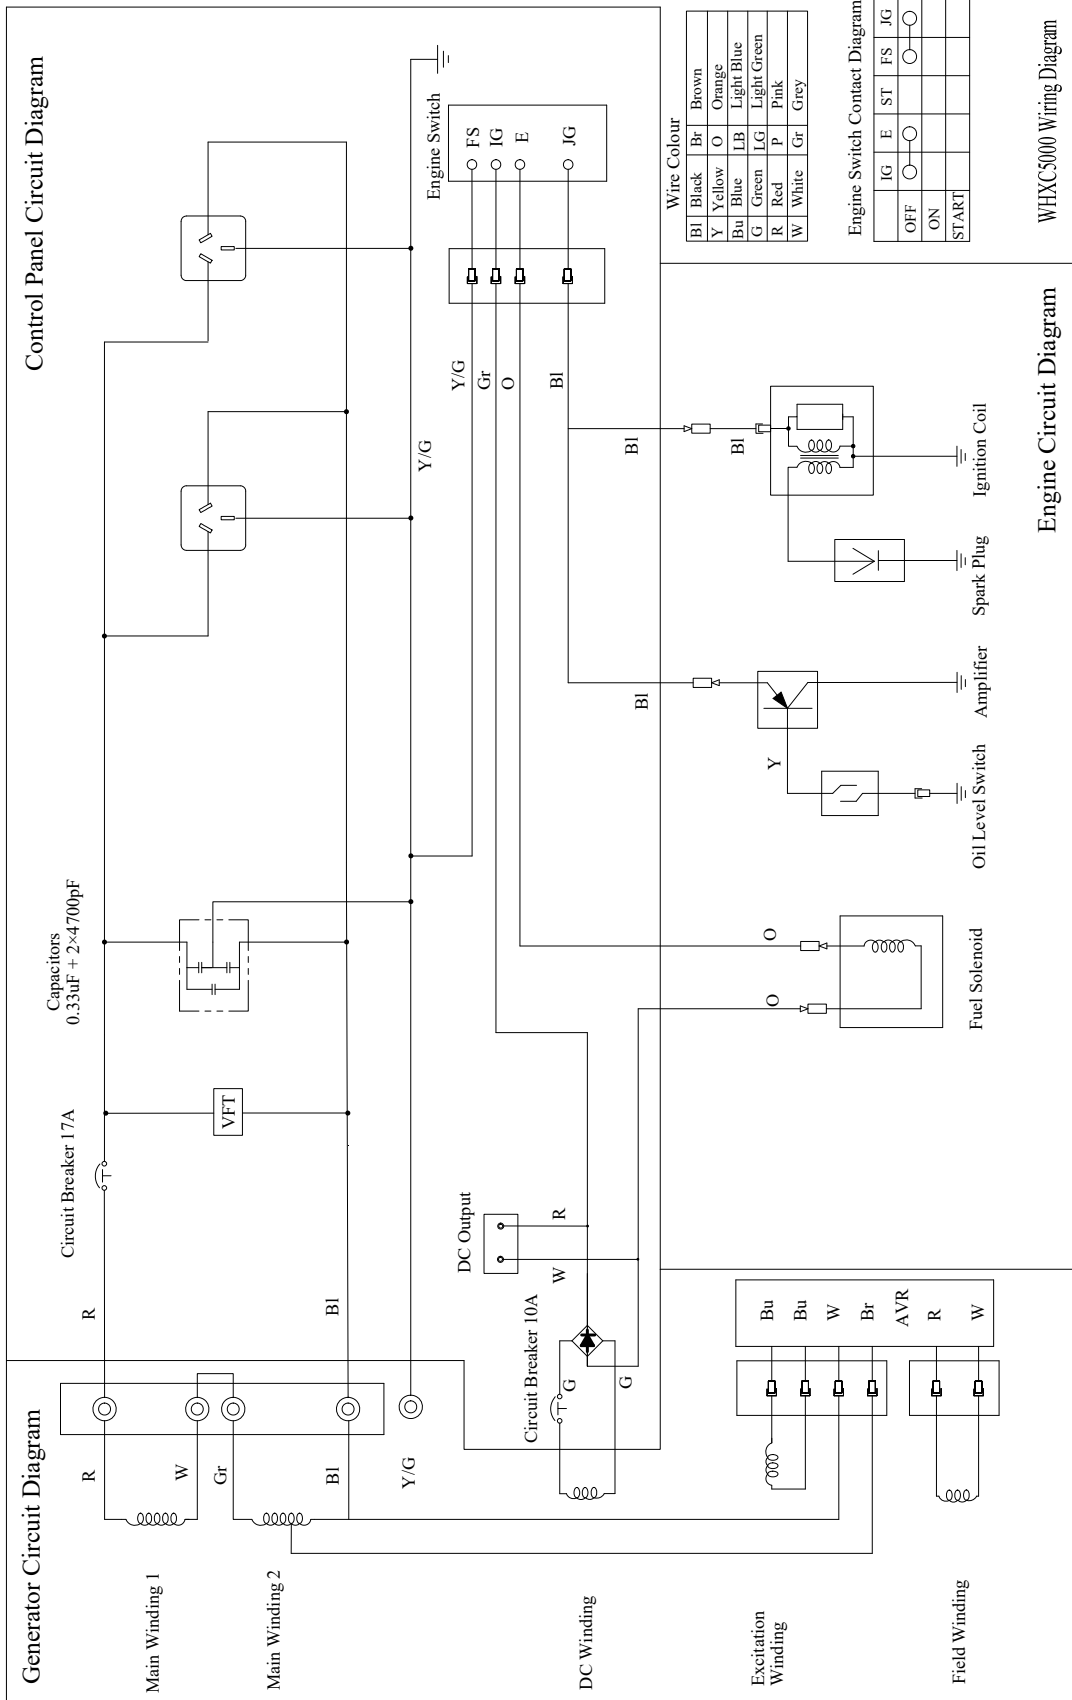 Generator Circuit Diagram
Control Panel Circuit Diagram
Main Winding 1
Main Winding 2
DC Winding
Excitation
Winding
Field Winding
R
W
Gr
Bl
Y/G
R
Bl
Circuit Breaker 17A
VFT
Capacitors
0.33uF + 2×4700pF
Y/G
Circuit Breaker 10A
G
G
DC Output
W
R
Y/G
Gr
O
Bl
Engine Switch
FS
IG
E
JG
Bu
Bu
W
Br
AVR
R
W
O
O
Fuel Solenoid
Bl
Y
Oil Level Switch
Amplifier
Bl
Bl
Spark Plug
Ignition Coil
Engine Circuit Diagram
Wire Colour
Bl Black Br Brown
Y Yellow O Orange
Bu Blue LB Light Blue
G Green LG Light Green
R Red P Pink
W White Gr Grey
Engine Switch Contact Diagram
IG E ST FS JG
OFF
ON
START
WHXC5000 Wiring Diagram